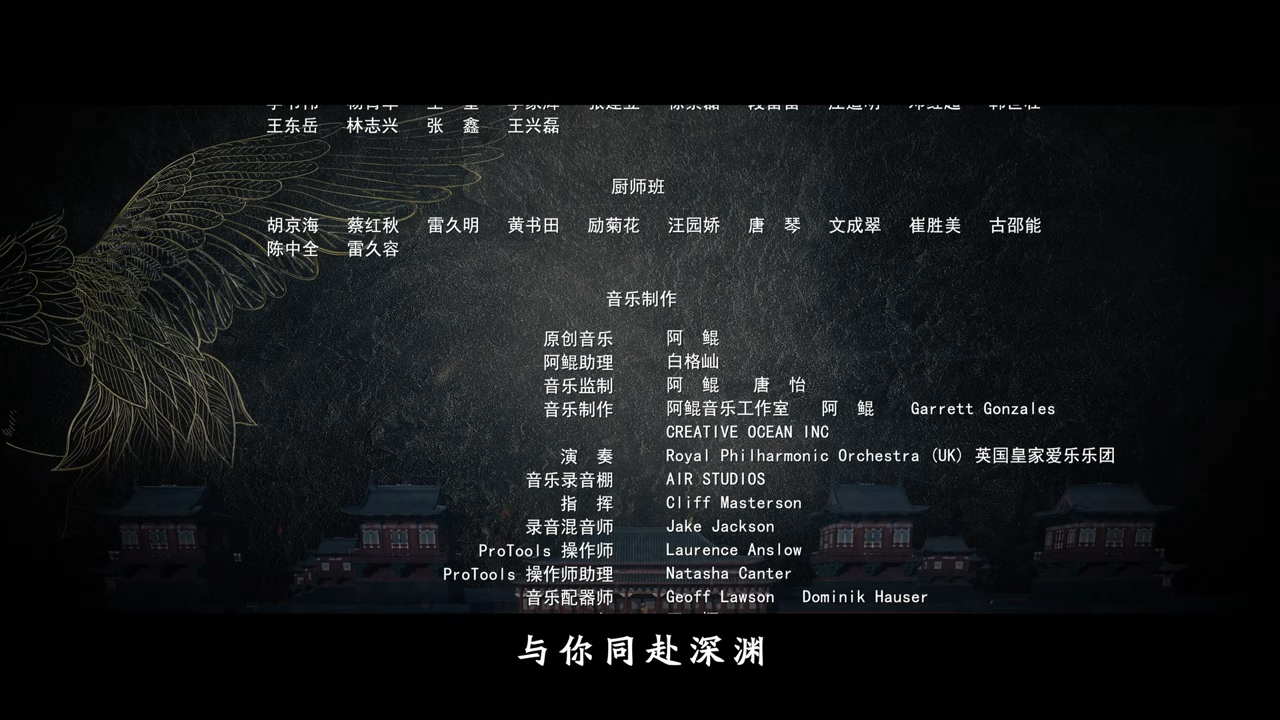 王东岳 林志兴 张 鑫 王兴磊
厨师班
胡京海 蔡红秋 雷久明 黄书田 励菊花 汪园娇 唐 琴 文成翠 崔胜美 古邵能
陈中全 雷久容
音乐制作
原创音乐 阿 鲲
阿鲲助理 白格屾
音乐监制 阿 鲲 唐 怡
音乐制作 阿鲲音乐工作室 阿 鲲 Garrett Gonzales
CREATIVE OCEAN INC
演 奏 Royal Philharmonic Orchestra (UK) 英国皇家爱乐乐团
音乐录音棚 AIR STUDIOS
指 挥 Cliff Masterson
录音混音师 Jake Jackson
ProTools 操作师 Laurence Anslow
ProTools 操作师助理 Natasha Canter
音乐配器师 Geoff Lawson Dominik Hauser
与你同赴深渊